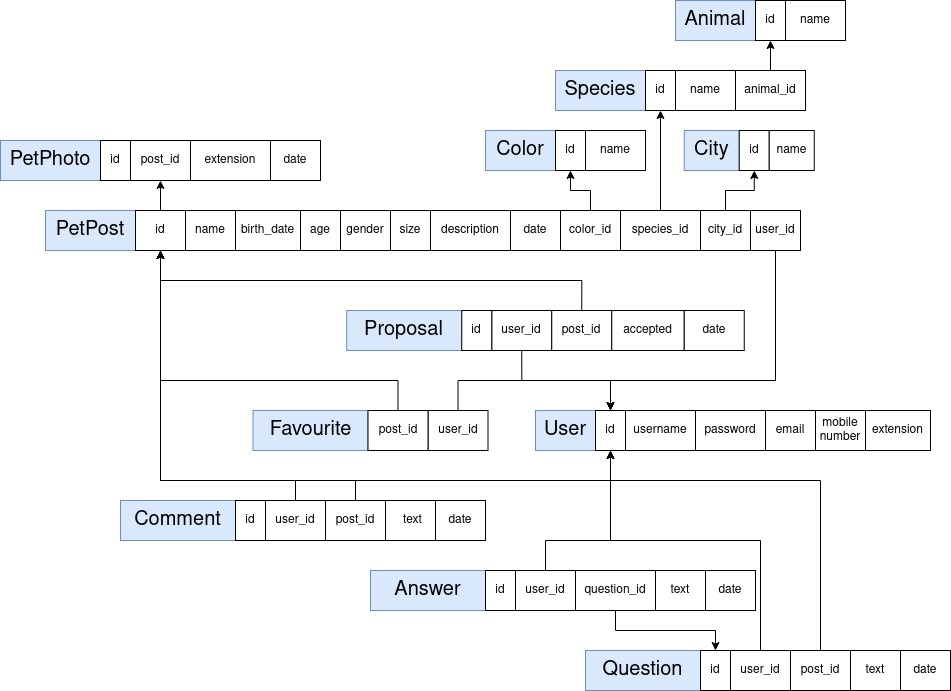 Animal id name
Species id name animal_id
Color id name
City id name
PetPhoto id post_id extension date
PetPost id name birth_date age gender size description date color_id species_id city_id user_id
Proposal id user_id post_id accepted date
Favourite post_id user_id
User id username password email mobile number extension
Comment id user_id post_id text date
Answer id user_id question_id text date
Question id user_id post_id text date